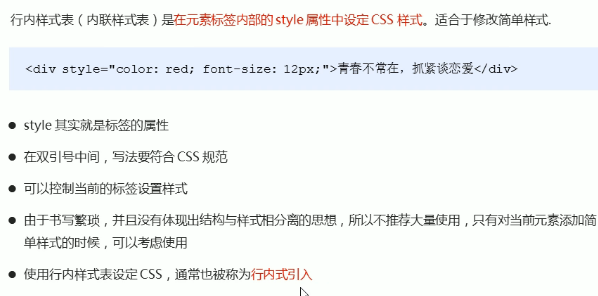 行内样式表（内联样式表）是在元素标签内部的 style 属性中设定 CSS 样式。适合于修改简单样式.
<div style="color: red; font-size: 12px;">青春不常在，抓紧谈恋爱</div>
● style 其实就是标签的属性
● 在双引号中间，写法要符合 CSS 规范
● 可以控制当前的标签设置样式
● 由于书写繁琐，并且没有体现出结构与样式相分离的思想，所以不推荐大量使用，只有对当前元素添加简
单样式的时候，可以考虑使用
● 使用行内样式表设定 CSS，通常也被称为行内式引入